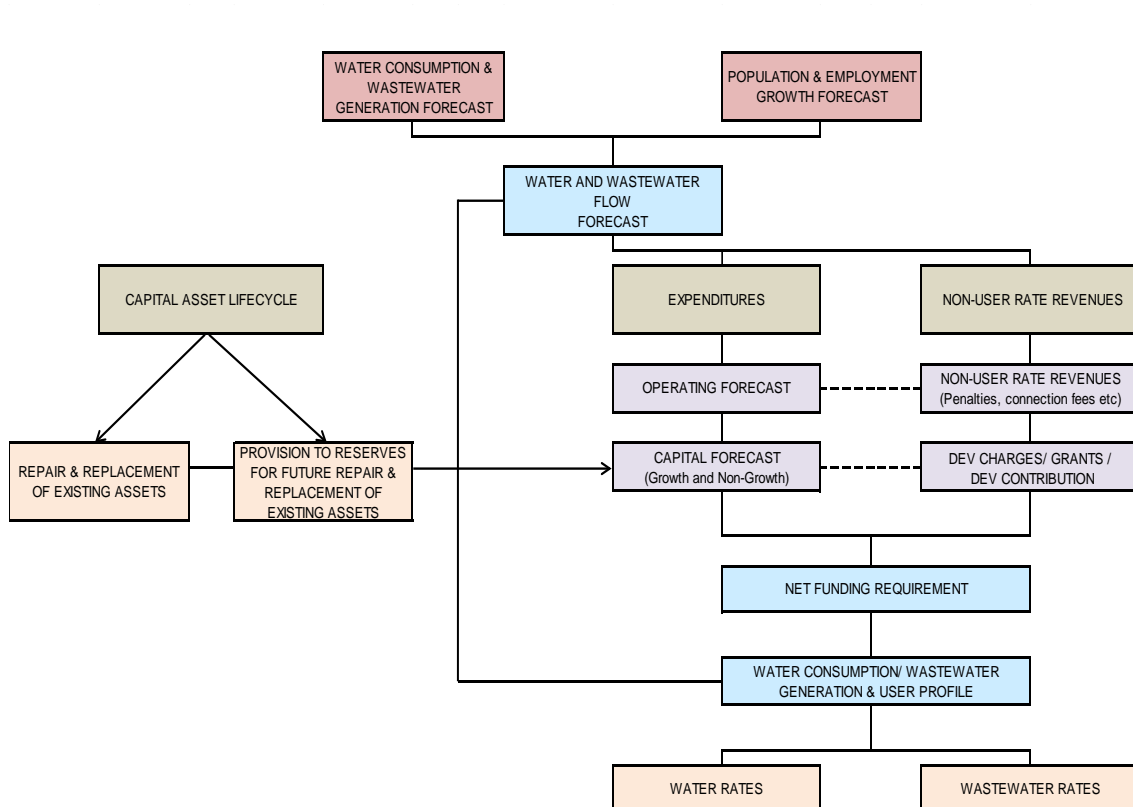 WATER CONSUMPTION &
WASTEWATER
GENERATION FORECAST
POPULATION & EMPLOYMENT
GROWTH FORECAST
WATER AND WASTEWATER
FLOW
FORECAST
CAPITAL ASSET LIFECYCLE
EXPENDITURES
NON-USER RATE REVENUES
OPERATING FORECAST
NON-USER RATE REVENUES
(Penalties, connection fees etc)
REPAIR & REPLACEMENT
OF EXISTING ASSETS
PROVISION TO RESERVES
FOR FUTURE REPAIR &
REPLACEMENT OF
EXISTING ASSETS
CAPITAL FORECAST
(Growth and Non-Growth)
DEV CHARGES/ GRANTS /
DEV CONTRIBUTION
NET FUNDING REQUIREMENT
WATER CONSUMPTION/ WASTEWATER
GENERATION & USER PROFILE
WATER RATES
WASTEWATER RATES